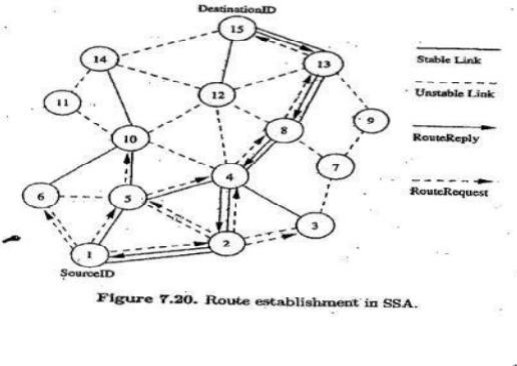 DestinationID
15
14
13
Stable Link
12
Unstable Link
11
9
8
RouteReply
10
7
4
RouteRequest
6
5
3
2
1
SourceID
Figure 7.20. Route establishment in SSA.